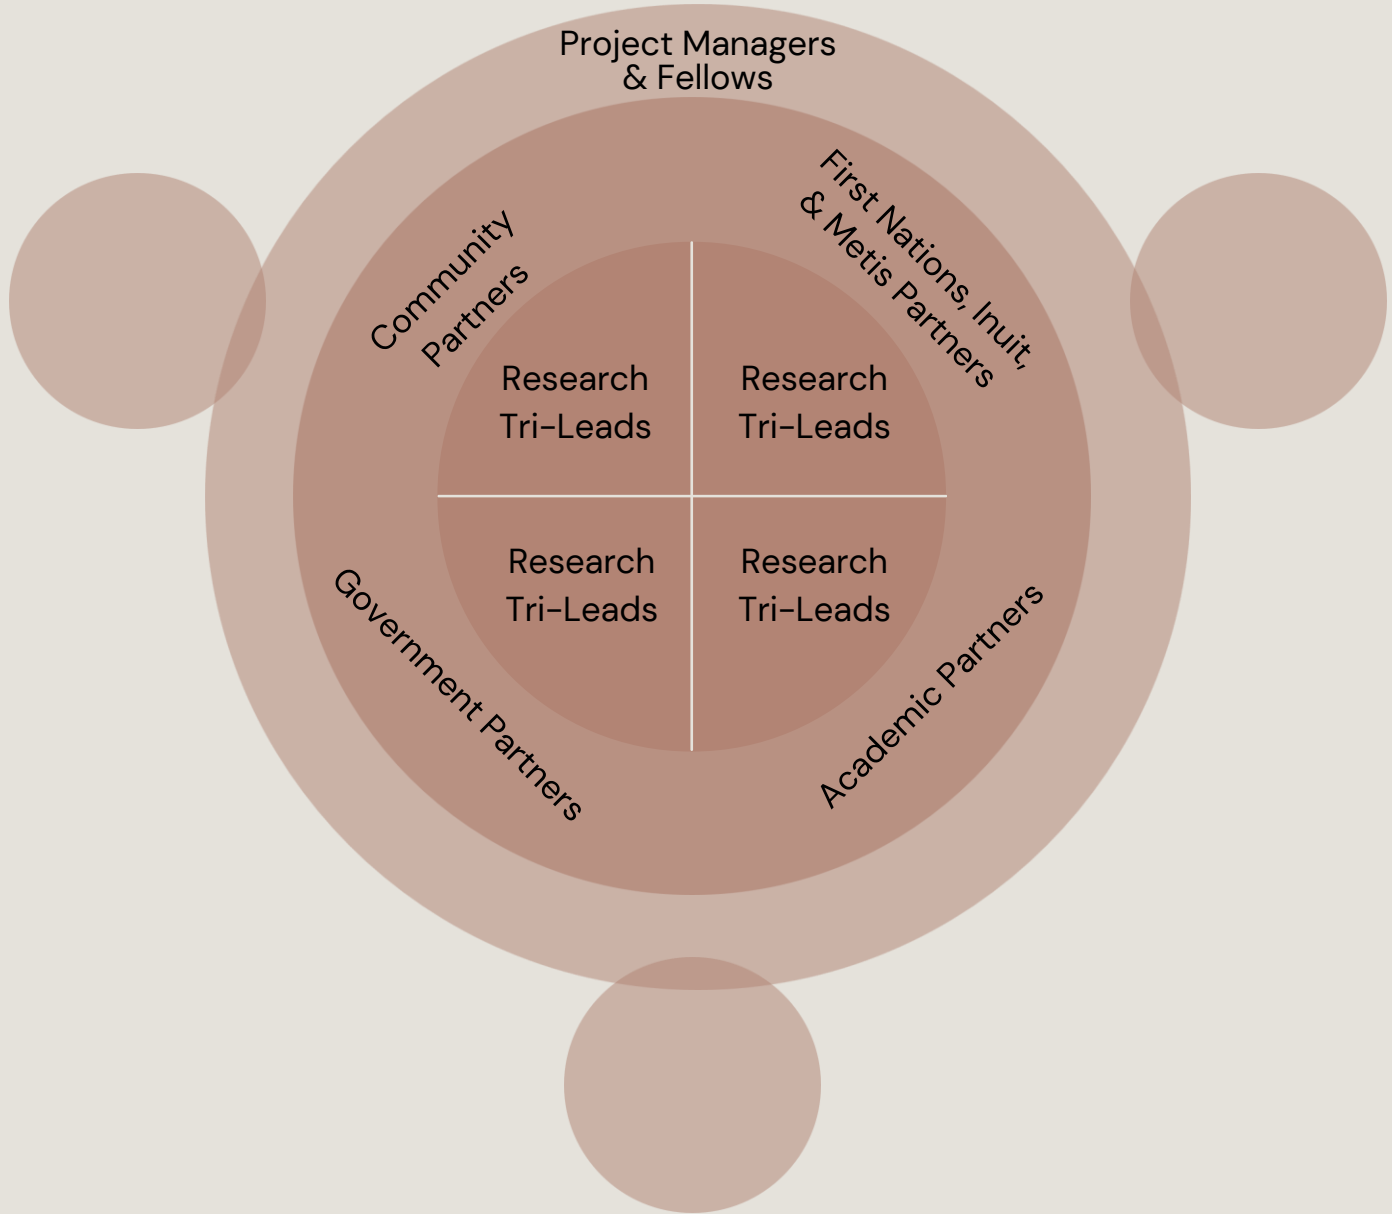 Project Managers
& Fellows
Community
Partners
First Nations, Inuit,
& Metis Partners
Research
Tri-Leads
Research
Tri-Leads
Research
Tri-Leads
Research
Tri-Leads
Government Partners
Academic Partners